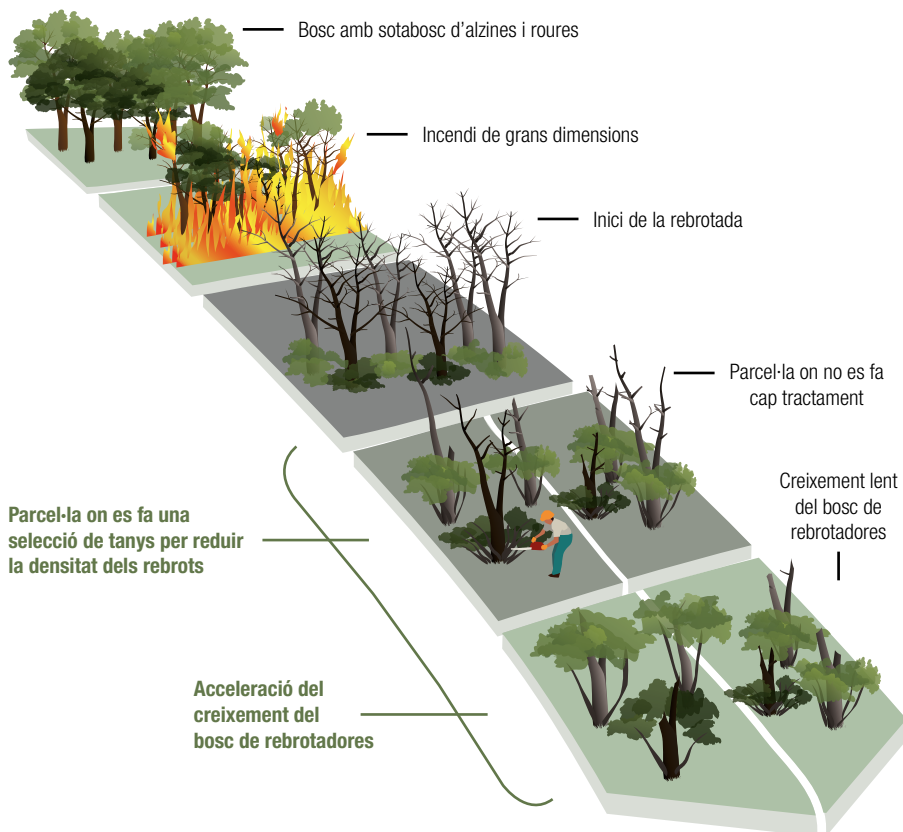 Bosc amb sotabosc d'alzines i roures
Incendi de grans dimensions
Inici de la rebrotada
Parcel·la on no es fa
cap tractament
Creixement lent
del bosc de
rebrotadores
Parcel·la on es fa una
selecció de tanys per reduir
la densitat dels rebrots
Acceleració del
creixement del
bosc de rebrotadores